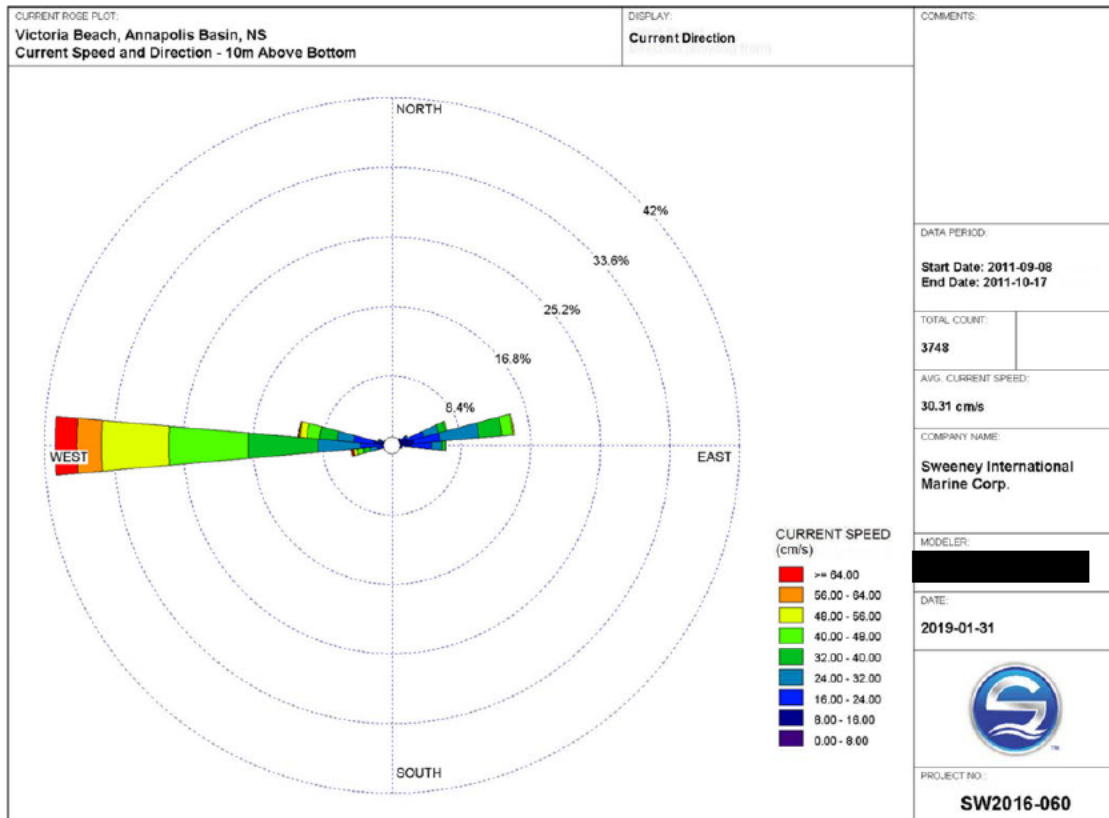 CURRENT ROSE PLOT:
Victoria Beach, Annapolis Basin, NS
Current Speed and Direction - 10m Above Bottom
DISPLAY:
Current Direction
COMMENTS:
NORTH
42%
33.6%
25.2%
16.8%
8.4%
WEST
EAST
SOUTH
CURRENT SPEED
(cm/s)
>= 64.00
56.00 - 64.00
48.00 - 56.00
40.00 - 48.00
32.00 - 40.00
24.00 - 32.00
16.00 - 24.00
8.00 - 16.00
0.00 - 8.00
DATA PERIOD:
Start Date: 2011-09-08
End Date: 2011-10-17
TOTAL COUNT:
3748
AVG. CURRENT SPEED:
30.31 cm/s
COMPANY NAME:
Sweeney International
Marine Corp.
MODELER:
DATE:
2019-01-31
TM
PROJECT NO.:
SW2016-060